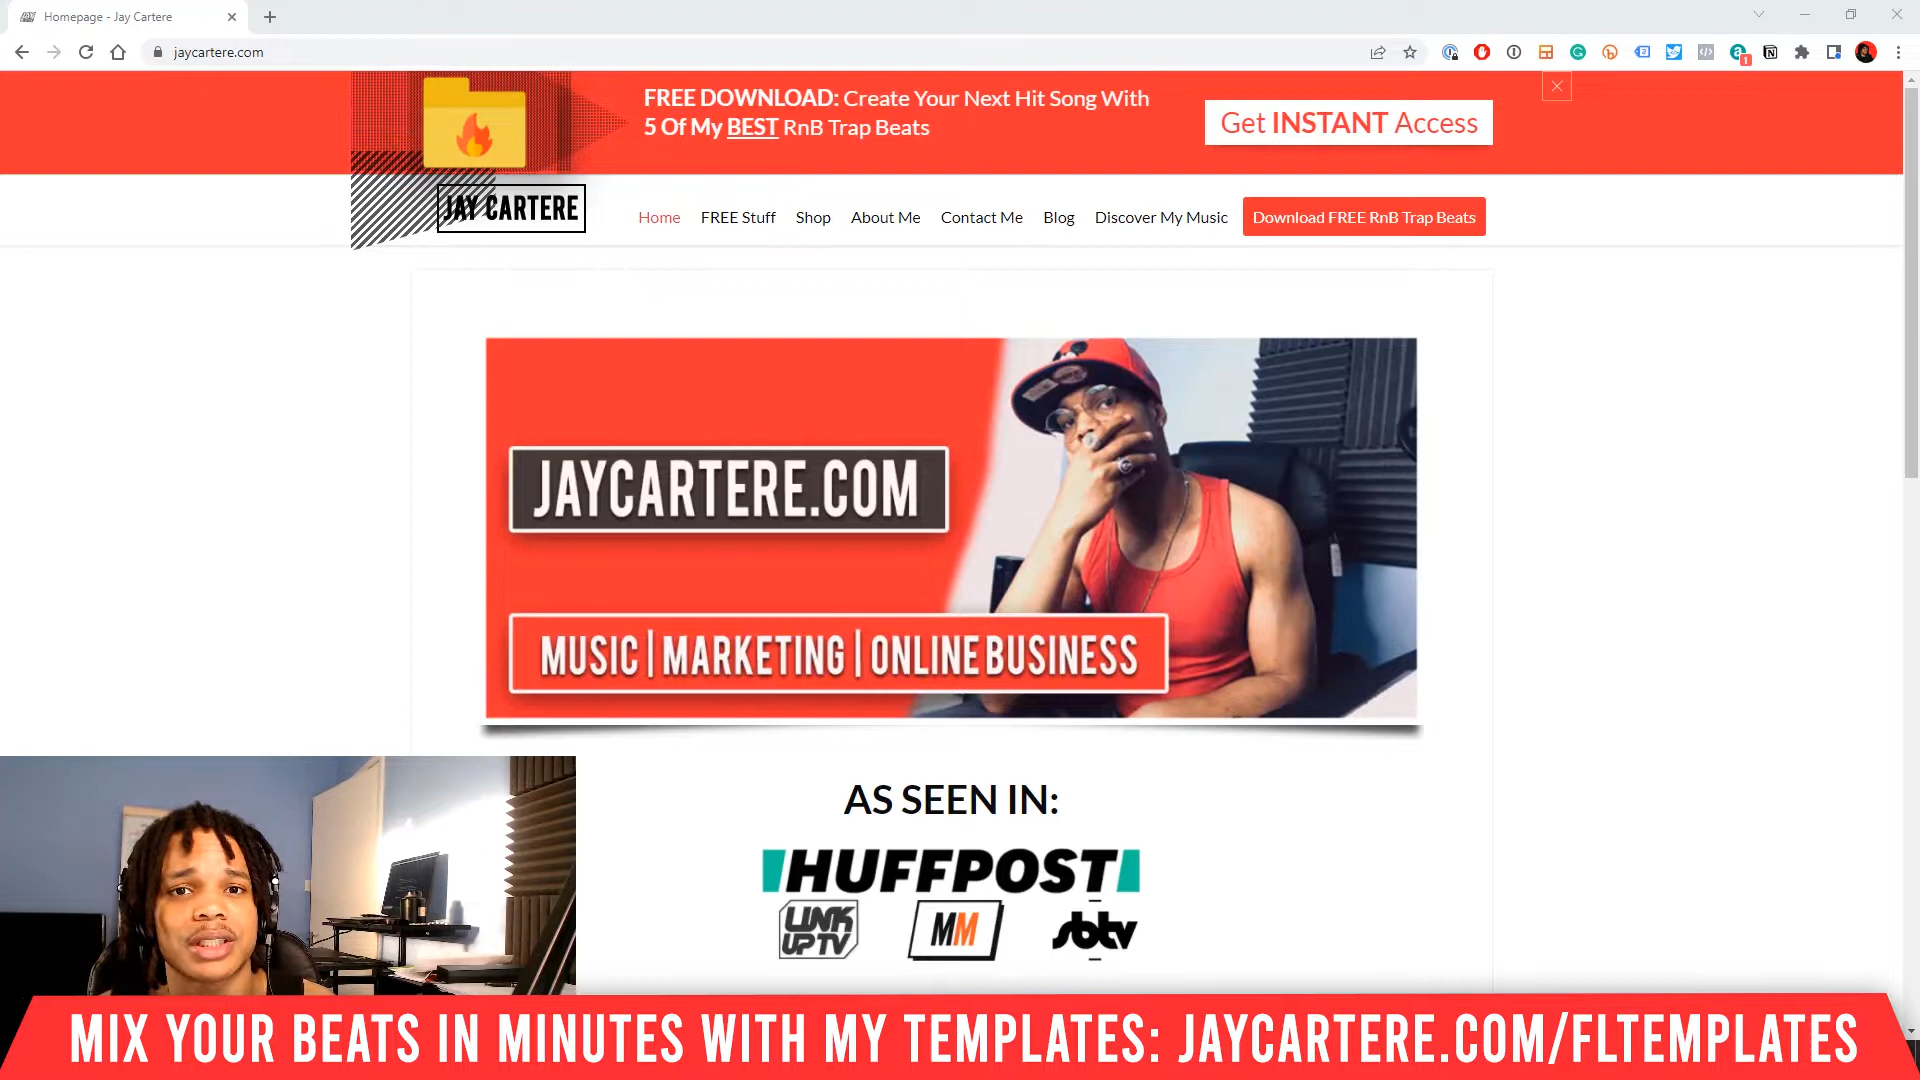 Homepage - Jay Cartere
jaycartere.com
FREE DOWNLOAD: Create Your Next Hit Song With
5 Of My BEST RnB Trap Beats
Get INSTANT Access
JAY CARTERE
Home
FREE Stuff
Shop
About Me
Contact Me
Blog
Discover My Music
Download FREE RnB Trap Beats
JAYCARTERE.COM
MUSIC | MARKETING | ONLINE BUSINESS
AS SEEN IN:
HUFFPOST
LINK
UP TV
MM
sbtv
MIX YOUR BEATS IN MINUTES WITH MY TEMPLATES: JAYCARTERE.COM/FLTEMPLATES